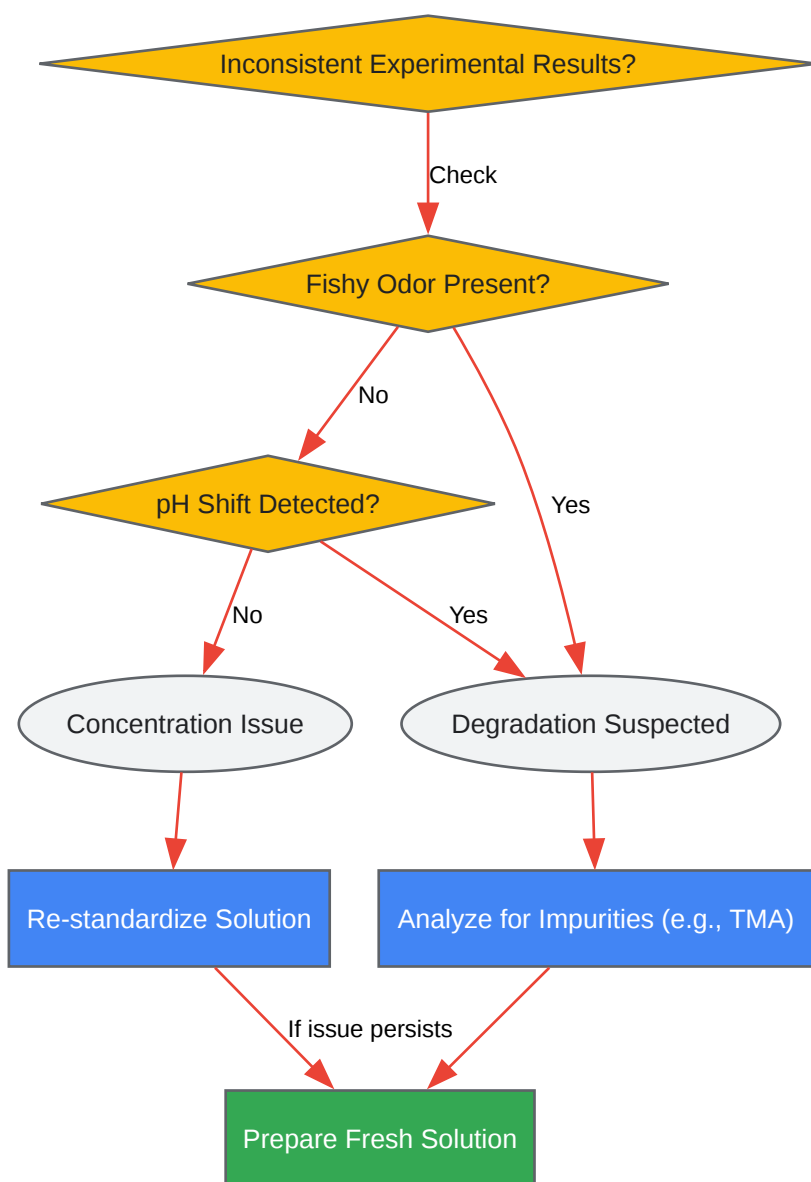 Inconsistent Experimental Results?
Check
Fishy Odor Present?
No
Yes
pH Shift Detected?
No
Yes
Concentration Issue
Degradation Suspected
Re-standardize Solution
Analyze for Impurities (e.g., TMA)
If issue persists
Prepare Fresh Solution